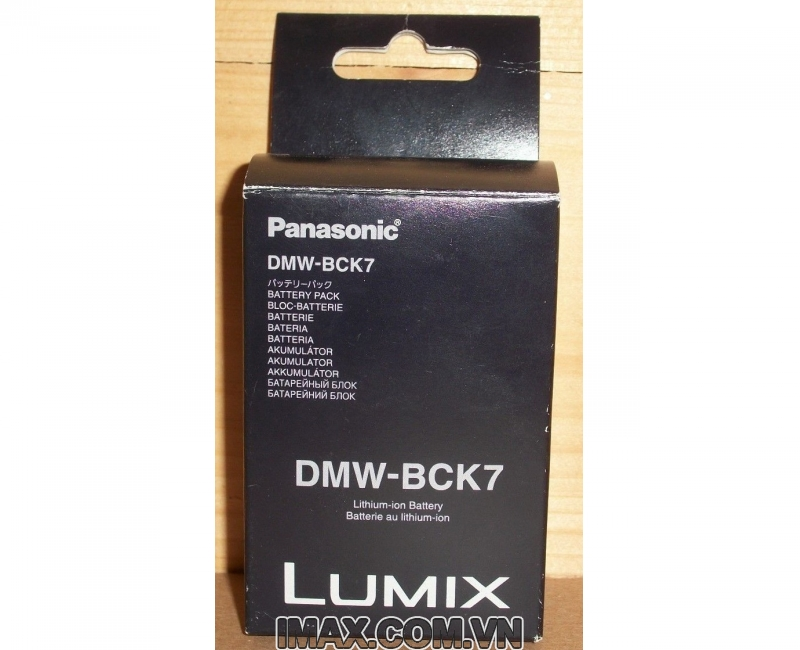 Panasonic®
DMW-BCK7
バッテリーパック
BATTERY PACK
BLOC-BATTERIE
BATTERIE
BATERIA
BATTERIA
AKUMULÁTOR
AKUMULATOR
AKKUMULÁTOR
БАТАРЕЙНЫЙ БЛОК
БАТАРЕЙНИЙ БЛОК
DMW-BCK7
Lithium-ion Battery
Batterie au lithium-ion
LUMIX
IMAX.COM.VN